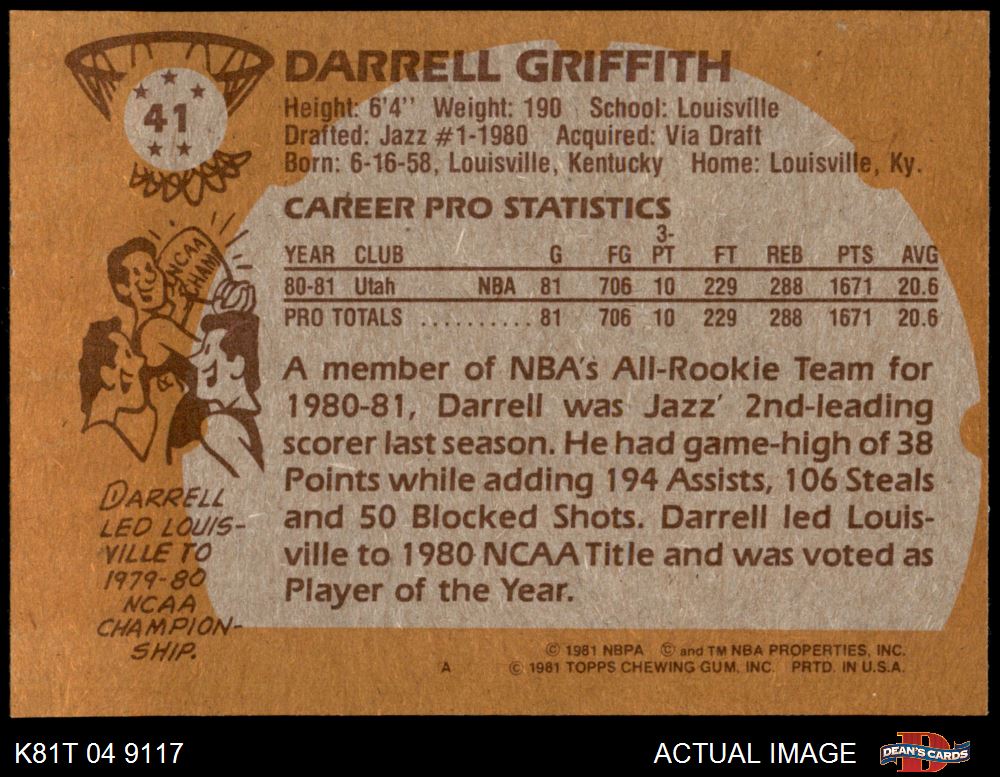 41
DARRELL GRIFFITH
Height: 6'4'' Weight: 190 School: Louisville
Drafted: Jazz #1-1980 Acquired: Via Draft
Born: 6-16-58, Louisville, Kentucky Home: Louisville, Ky.
CAREER PRO STATISTICS
YEAR CLUB G FG 3-PT FT REB PTS AVG
80-81 Utah NBA 81 706 10 229 288 1671 20.6
PRO TOTALS .......... 81 706 10 229 288 1671 20.6
NCAA
CHAMP
A member of NBA's All-Rookie Team for
1980-81, Darrell was Jazz' 2nd-leading
scorer last season. He had game-high of 38
Points while adding 194 Assists, 106 Steals
and 50 Blocked Shots. Darrell led Louis-
ville to 1980 NCAA Title and was voted as
Player of the Year.
DARRELL
LED LOUIS-
VILLE TO
1979-80
NCAA
CHAMPION-
SHIP.
© 1981 NBPA © and TM NBA PROPERTIES, INC.
A © 1981 TOPPS CHEWING GUM, INC. PRTD. IN U.S.A.
K81T 04 9117 ACTUAL IMAGE DEAN'S CARDS